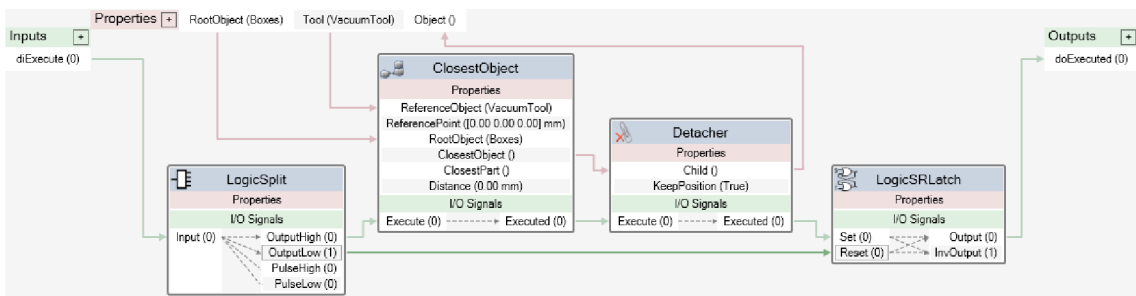 Properties + RootObject (Boxes) Tool (VacuumTool) Object ()
Inputs +
diExecute (0)
Outputs +
doExecuted (0)
ClosestObject
Properties
ReferenceObject (VacuumTool)
ReferencePoint ([0.00 0.00 0.00] mm)
RootObject (Boxes)
ClosestObject ()
ClosestPart ()
Distance (0.00 mm)
I/O Signals
Execute (0) Executed (0)
Detacher
Properties
Child ()
KeepPosition (True)
I/O Signals
Execute (0) Executed (0)
LogicSplit
Properties
I/O Signals
Input (0) OutputHigh (0)
OutputLow (1)
PulseHigh (0)
PulseLow (0)
LogicSRLatch
Properties
I/O Signals
Set (0) Output (0)
Reset (0) InvOutput (1)